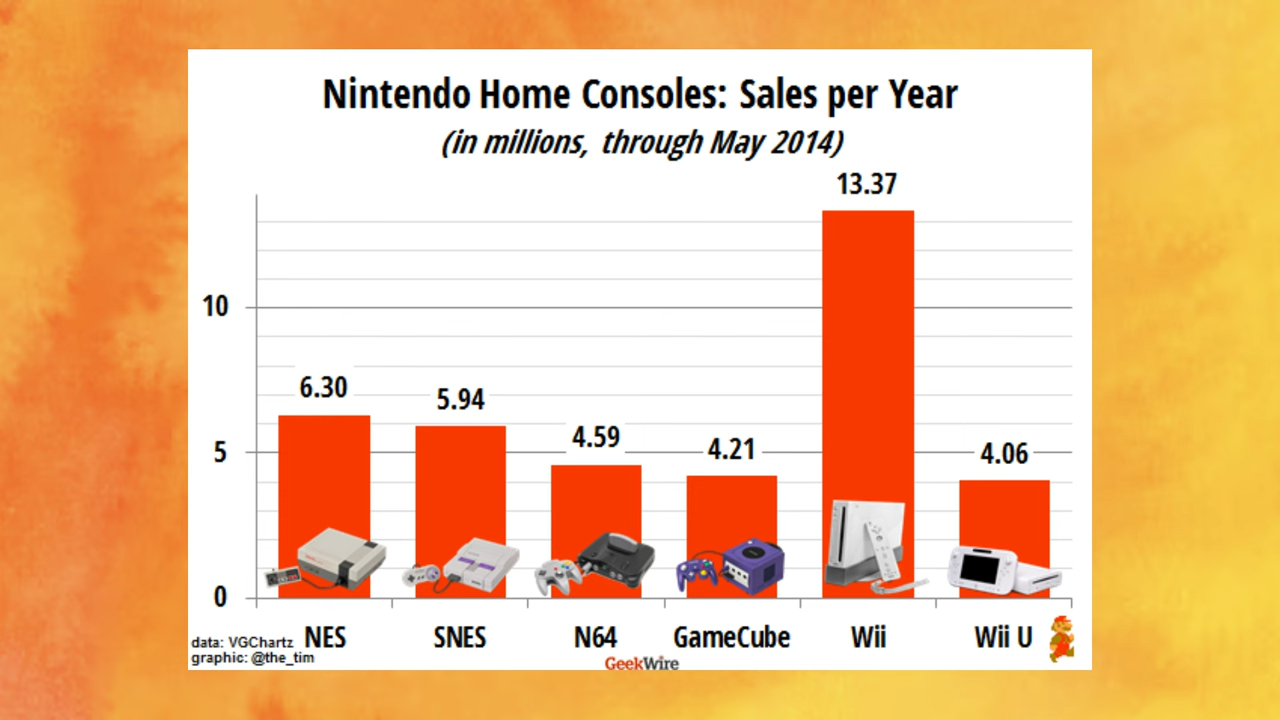 Nintendo Home Consoles: Sales per Year
(in millions, through May 2014)
13.37
10
6.30
5.94
4.59
4.21
4.06
5
0
NES SNES N64 GameCube Wii Wii U
data: VGChartz
graphic: @the_tim
GeekWire